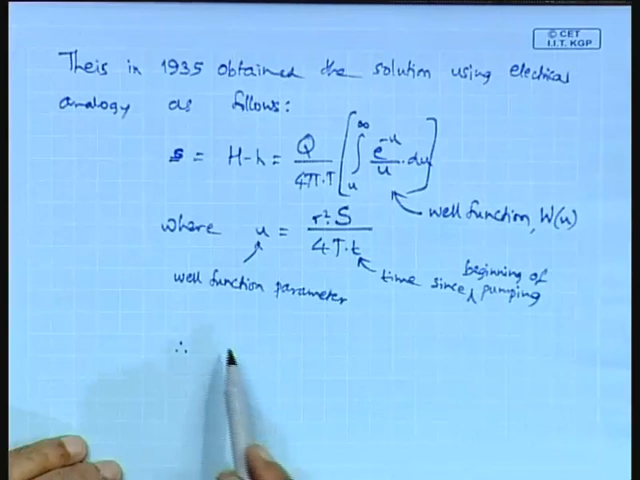 © CET
I.I.T. KGP
Theis in 1935 obtained the solution using electrical
analogy as follows:
s = H-h = Q/4π.T [∫_u^∞ e^-u/u . du]
well function, W(u)
where u = r².S/4T.t
well function parameter
time since beginning of pumping
∴